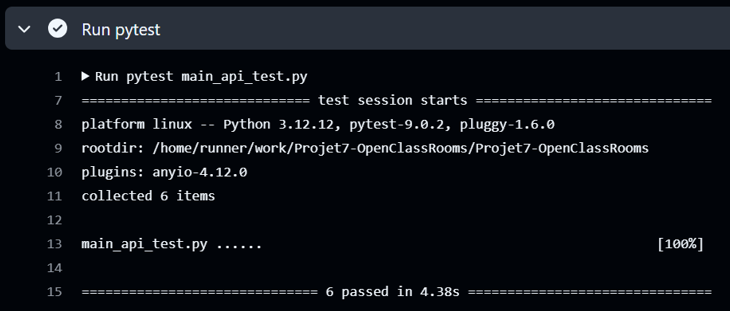 Run pytest
1 ▶ Run pytest main_api_test.py
7 ============================= test session starts ==============================
8 platform linux -- Python 3.12.12, pytest-9.0.2, pluggy-1.6.0
9 rootdir: /home/runner/work/Projet7-OpenClassRooms/Projet7-OpenClassRooms
10 plugins: anyio-4.12.0
11 collected 6 items
12
13 main_api_test.py ...... [100%]
14
15 ============================== 6 passed in 4.38s ===============================